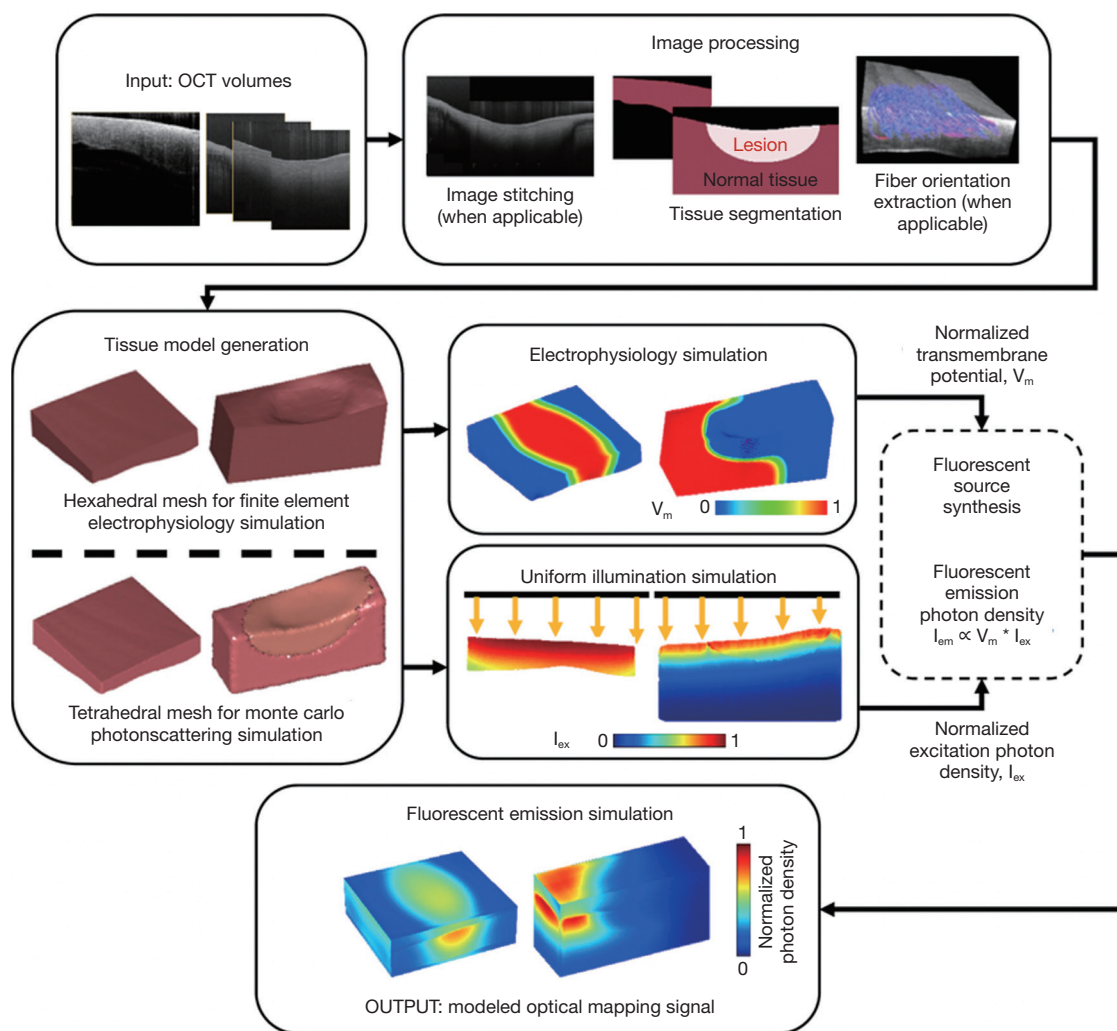 Input: OCT volumes
Image processing
Lesion
Normal tissue
Image stitching
(when applicable)
Tissue segmentation
Fiber orientation
extraction (when
applicable)
Tissue model generation
Hexahedral mesh for finite element
electrophysiology simulation
Tetrahedral mesh for monte carlo
photonscattering simulation
Electrophysiology simulation
Vm 0 1
Uniform illumination simulation
Iex 0 1
Normalized
transmembrane
potential, Vm
Fluorescent
source
synthesis
Fluorescent
emission
photon density
Iem ∝ Vm * Iex
Normalized
excitation photon
density, Iex
Fluorescent emission simulation
1
Normalized
photon density
0
OUTPUT: modeled optical mapping signal